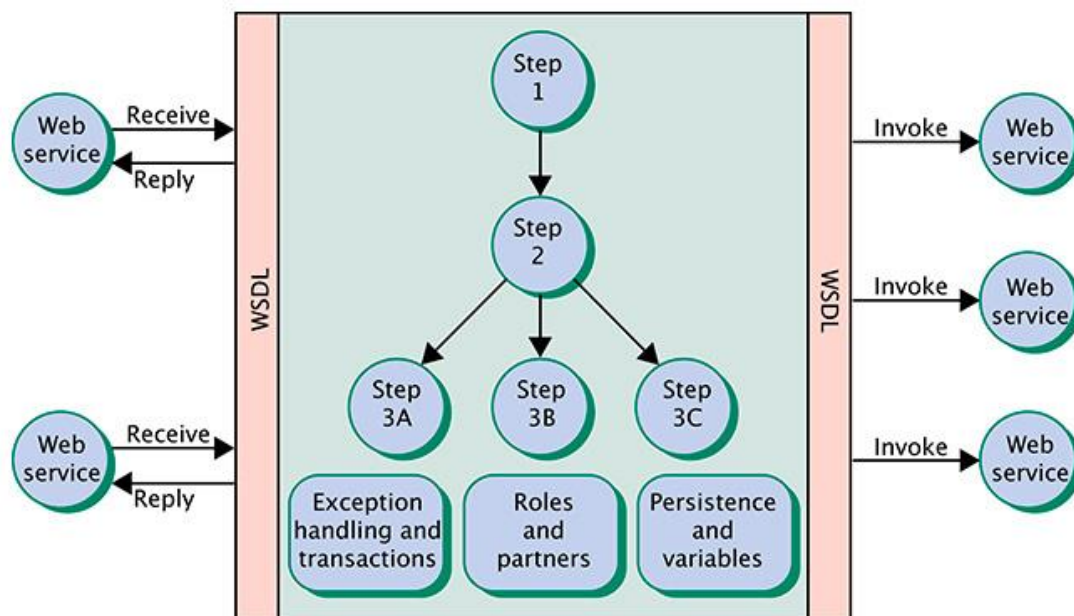 Step
1
Web
service
Receive
Reply
Invoke
Web
service
Step
2
WSDL
WSDL
Invoke
Web
service
Step
3A
Step
3B
Step
3C
Web
service
Receive
Reply
Invoke
Web
service
Exception
handling and
transactions
Roles
and
partners
Persistence
and
variables